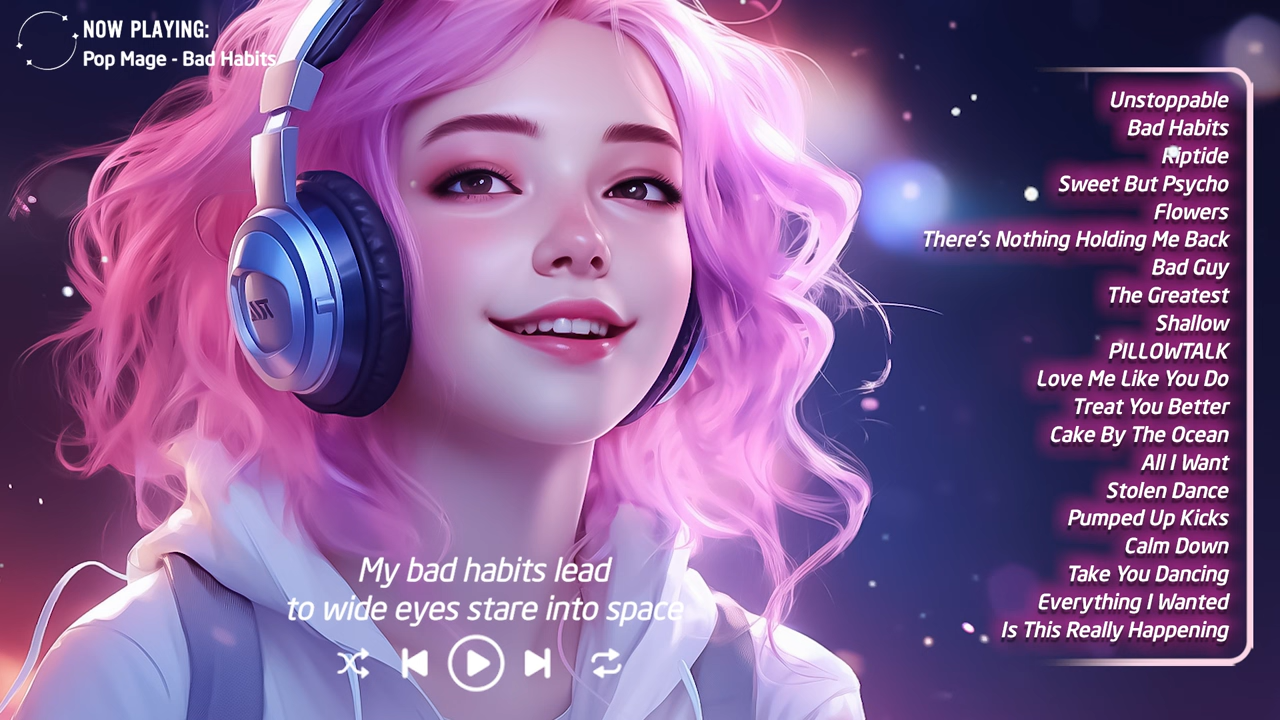 NOW PLAYING:
Pop Mage - Bad Habits
Unstoppable
Bad Habits
Riptide
Sweet But Psycho
Flowers
There's Nothing Holding Me Back
Bad Guy
The Greatest
Shallow
PILLOWTALK
Love Me Like You Do
Treat You Better
Cake By The Ocean
All I Want
Stolen Dance
Pumped Up Kicks
Calm Down
Take You Dancing
Everything I Wanted
Is This Really Happening
My bad habits lead
to wide eyes stare into space